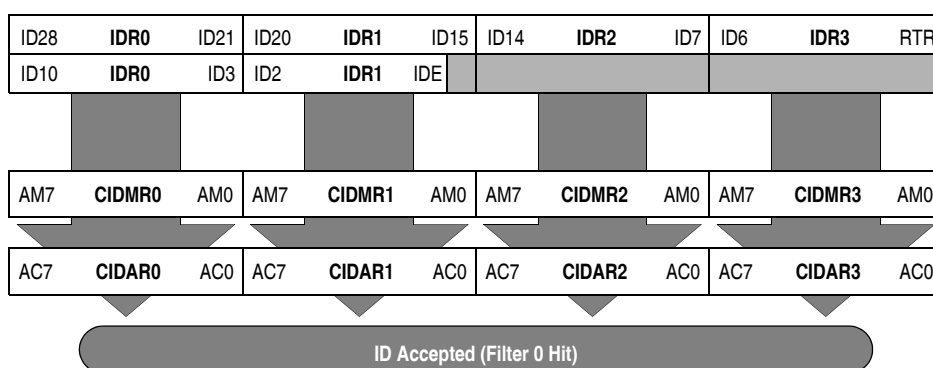 ID28 IDR0 ID21 ID20 IDR1 ID15 ID14 IDR2 ID7 ID6 IDR3 RTR
ID10 IDR0 ID3 ID2 IDR1 IDE
AM7 CIDMR0 AM0 AM7 CIDMR1 AM0 AM7 CIDMR2 AM0 AM7 CIDMR3 AM0
AC7 CIDAR0 AC0 AC7 CIDAR1 AC0 AC7 CIDAR2 AC0 AC7 CIDAR3 AC0
ID Accepted (Filter 0 Hit)